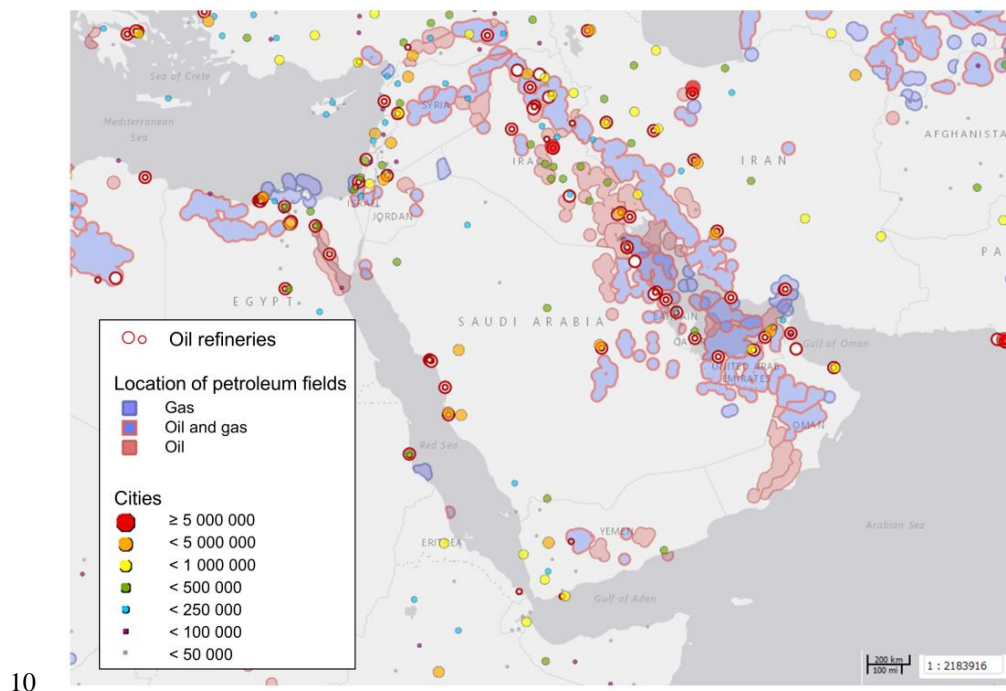 Sea of Crete
Mediterranean
Sea
SYRIA
AFGHANISTAN
IRAQ
IRAN
ISRAEL
JORDAN
PA
EGYPT
SAUDI ARABIA
BAHRAIN
QA
Gulf of Oman
UNITED ARAB
EMIRATES
OMAN
Red Sea
YEMEN
Arabian Sea
ERITREA
Gulf of Aden
Oil refineries
Location of petroleum fields
Gas
Oil and gas
Oil
Cities
≥ 5 000 000
< 5 000 000
< 1 000 000
< 500 000
< 250 000
< 100 000
< 50 000
200 km
100 mi
1 : 2183916
10